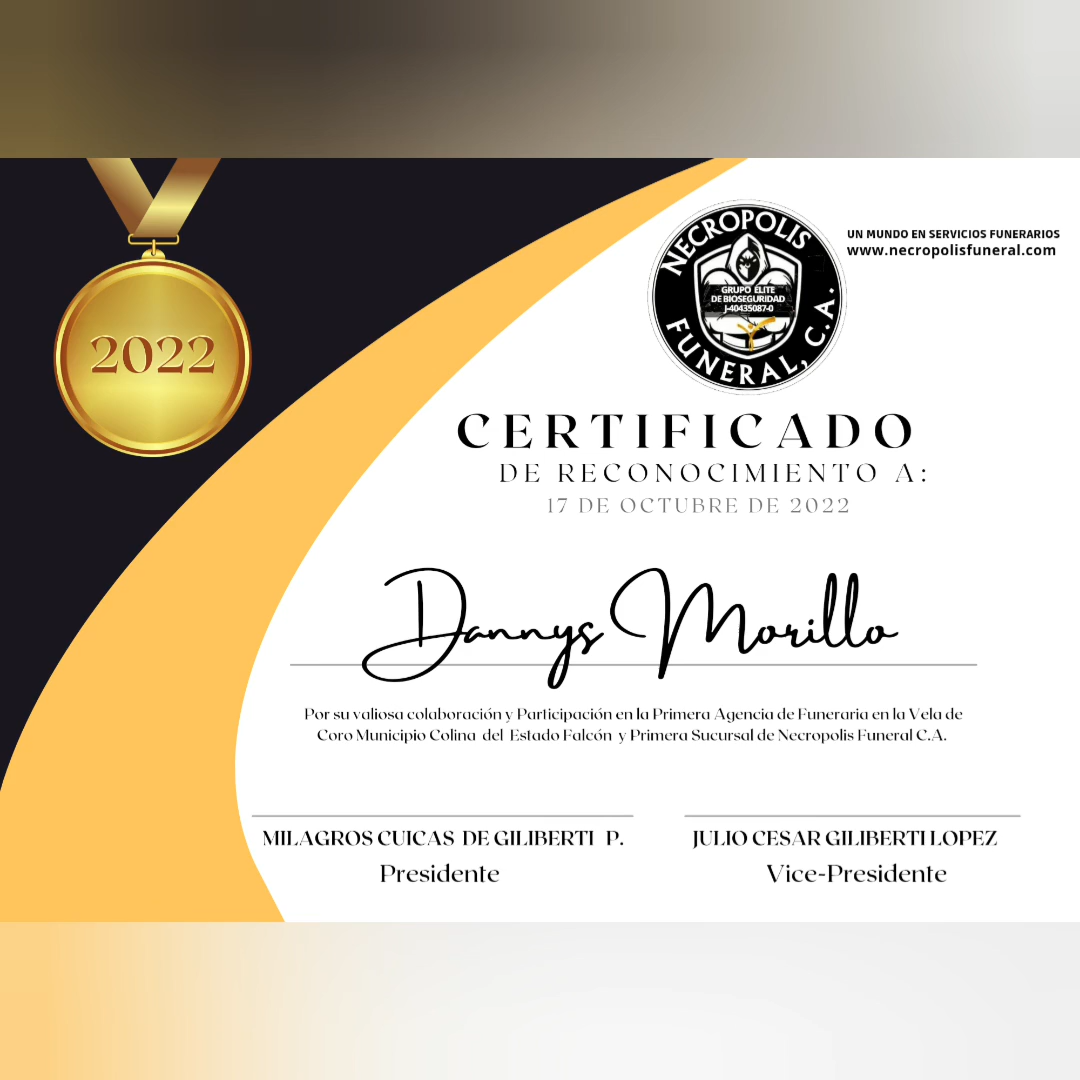 2022
NECROPOLIS
GRUPO ÉLITE
DE BIOSEGURIDAD
J-40435087-0
FUNERAL, C.A.
UN MUNDO EN SERVICIOS FUNERARIOS
www.necropolisfuneral.com
CERTIFICADO
DE RECONOCIMIENTO A:
17 DE OCTUBRE DE 2022
Dannys Morillo
Por su valiosa colaboración y Participación en la Primera Agencia de Funeraria en la Vela de
Coro Municipio Colina del Estado Falcón y Primera Sucursal de Necropolis Funeral C.A.
MILAGROS CUICAS DE GILIBERTI P.
Presidente
JULIO CESAR GILIBERTI LOPEZ
Vice-Presidente